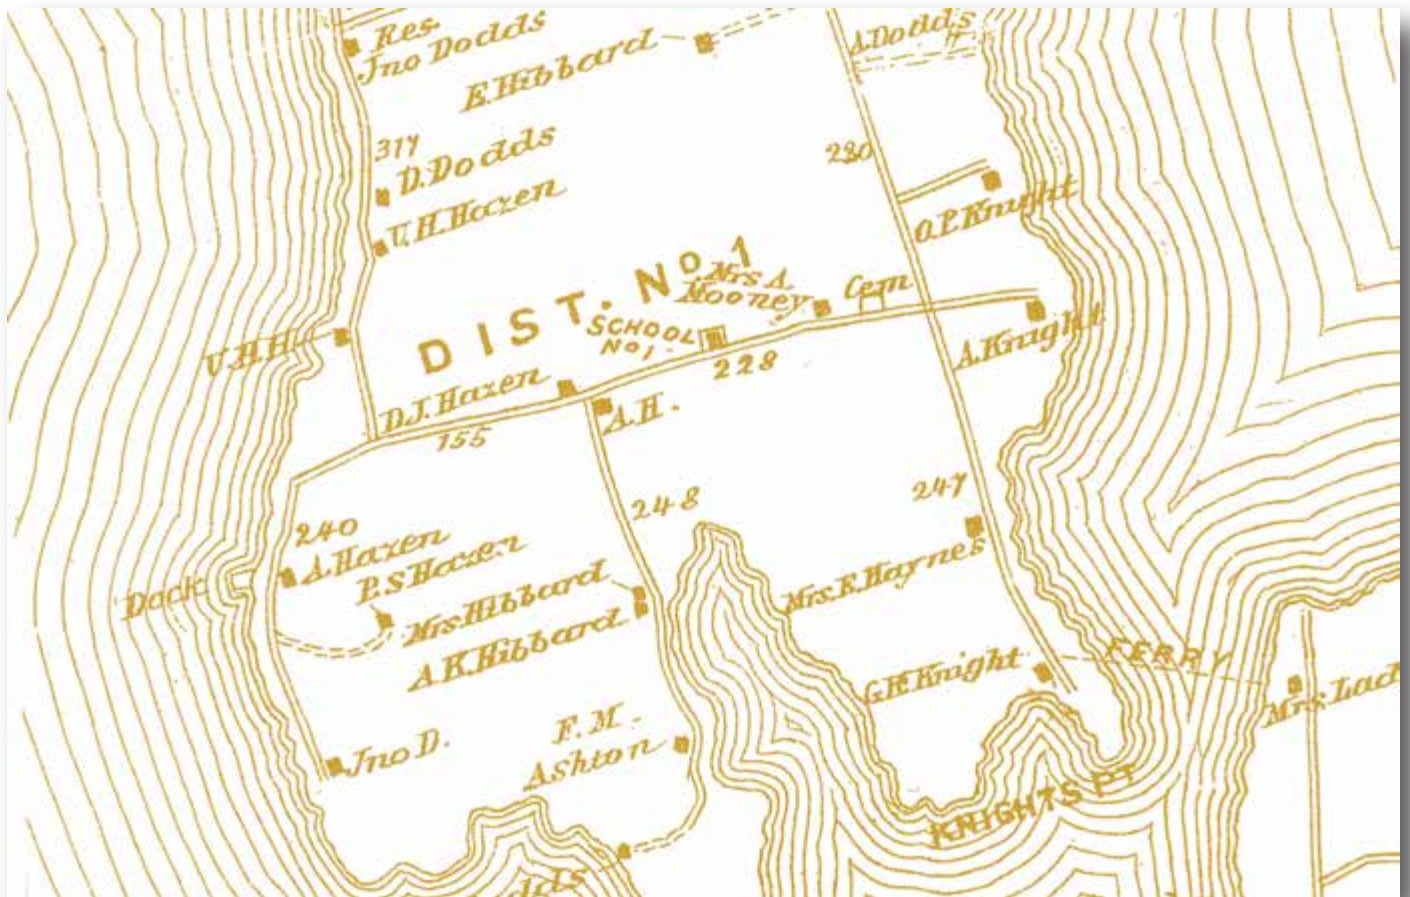 Res.
Jno Dodds
E. Hibbard
A. Dodds
317
D. Dodds
230
U. H. Hazen
O. P. Knight
DIST. No. 1
Mrs A.
Mooney
Cem
SCHOOL
No 1.
U. H. H.
A. Knight
228
D. J. Hazen
A. H.
155
247
248
240
A. Hazen
P. S. Hazen
Dock
Mrs Hibbard
Mrs. E. Haynes
A. K. Hibbard
FERRY
Mrs. Lad
Knight
F. M.
Ashton
Jno D.
KNIGHTS PT